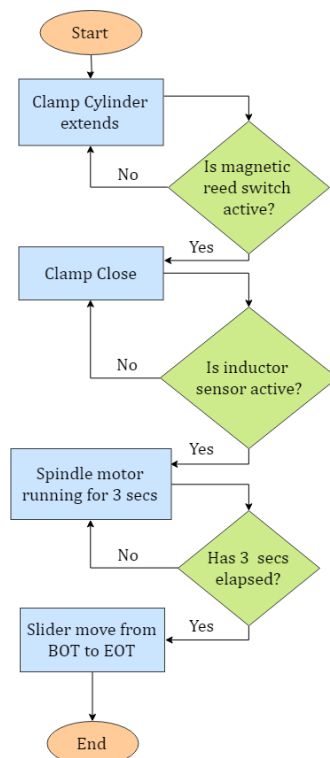 Start
Clamp Cylinder
extends
Is magnetic
reed switch
active?
No
Yes
Clamp Close
Is inductor
sensor active?
No
Yes
Spindle motor
running for 3 secs
Has 3 secs
elapsed?
No
Yes
Slider move from
BOT to EOT
End